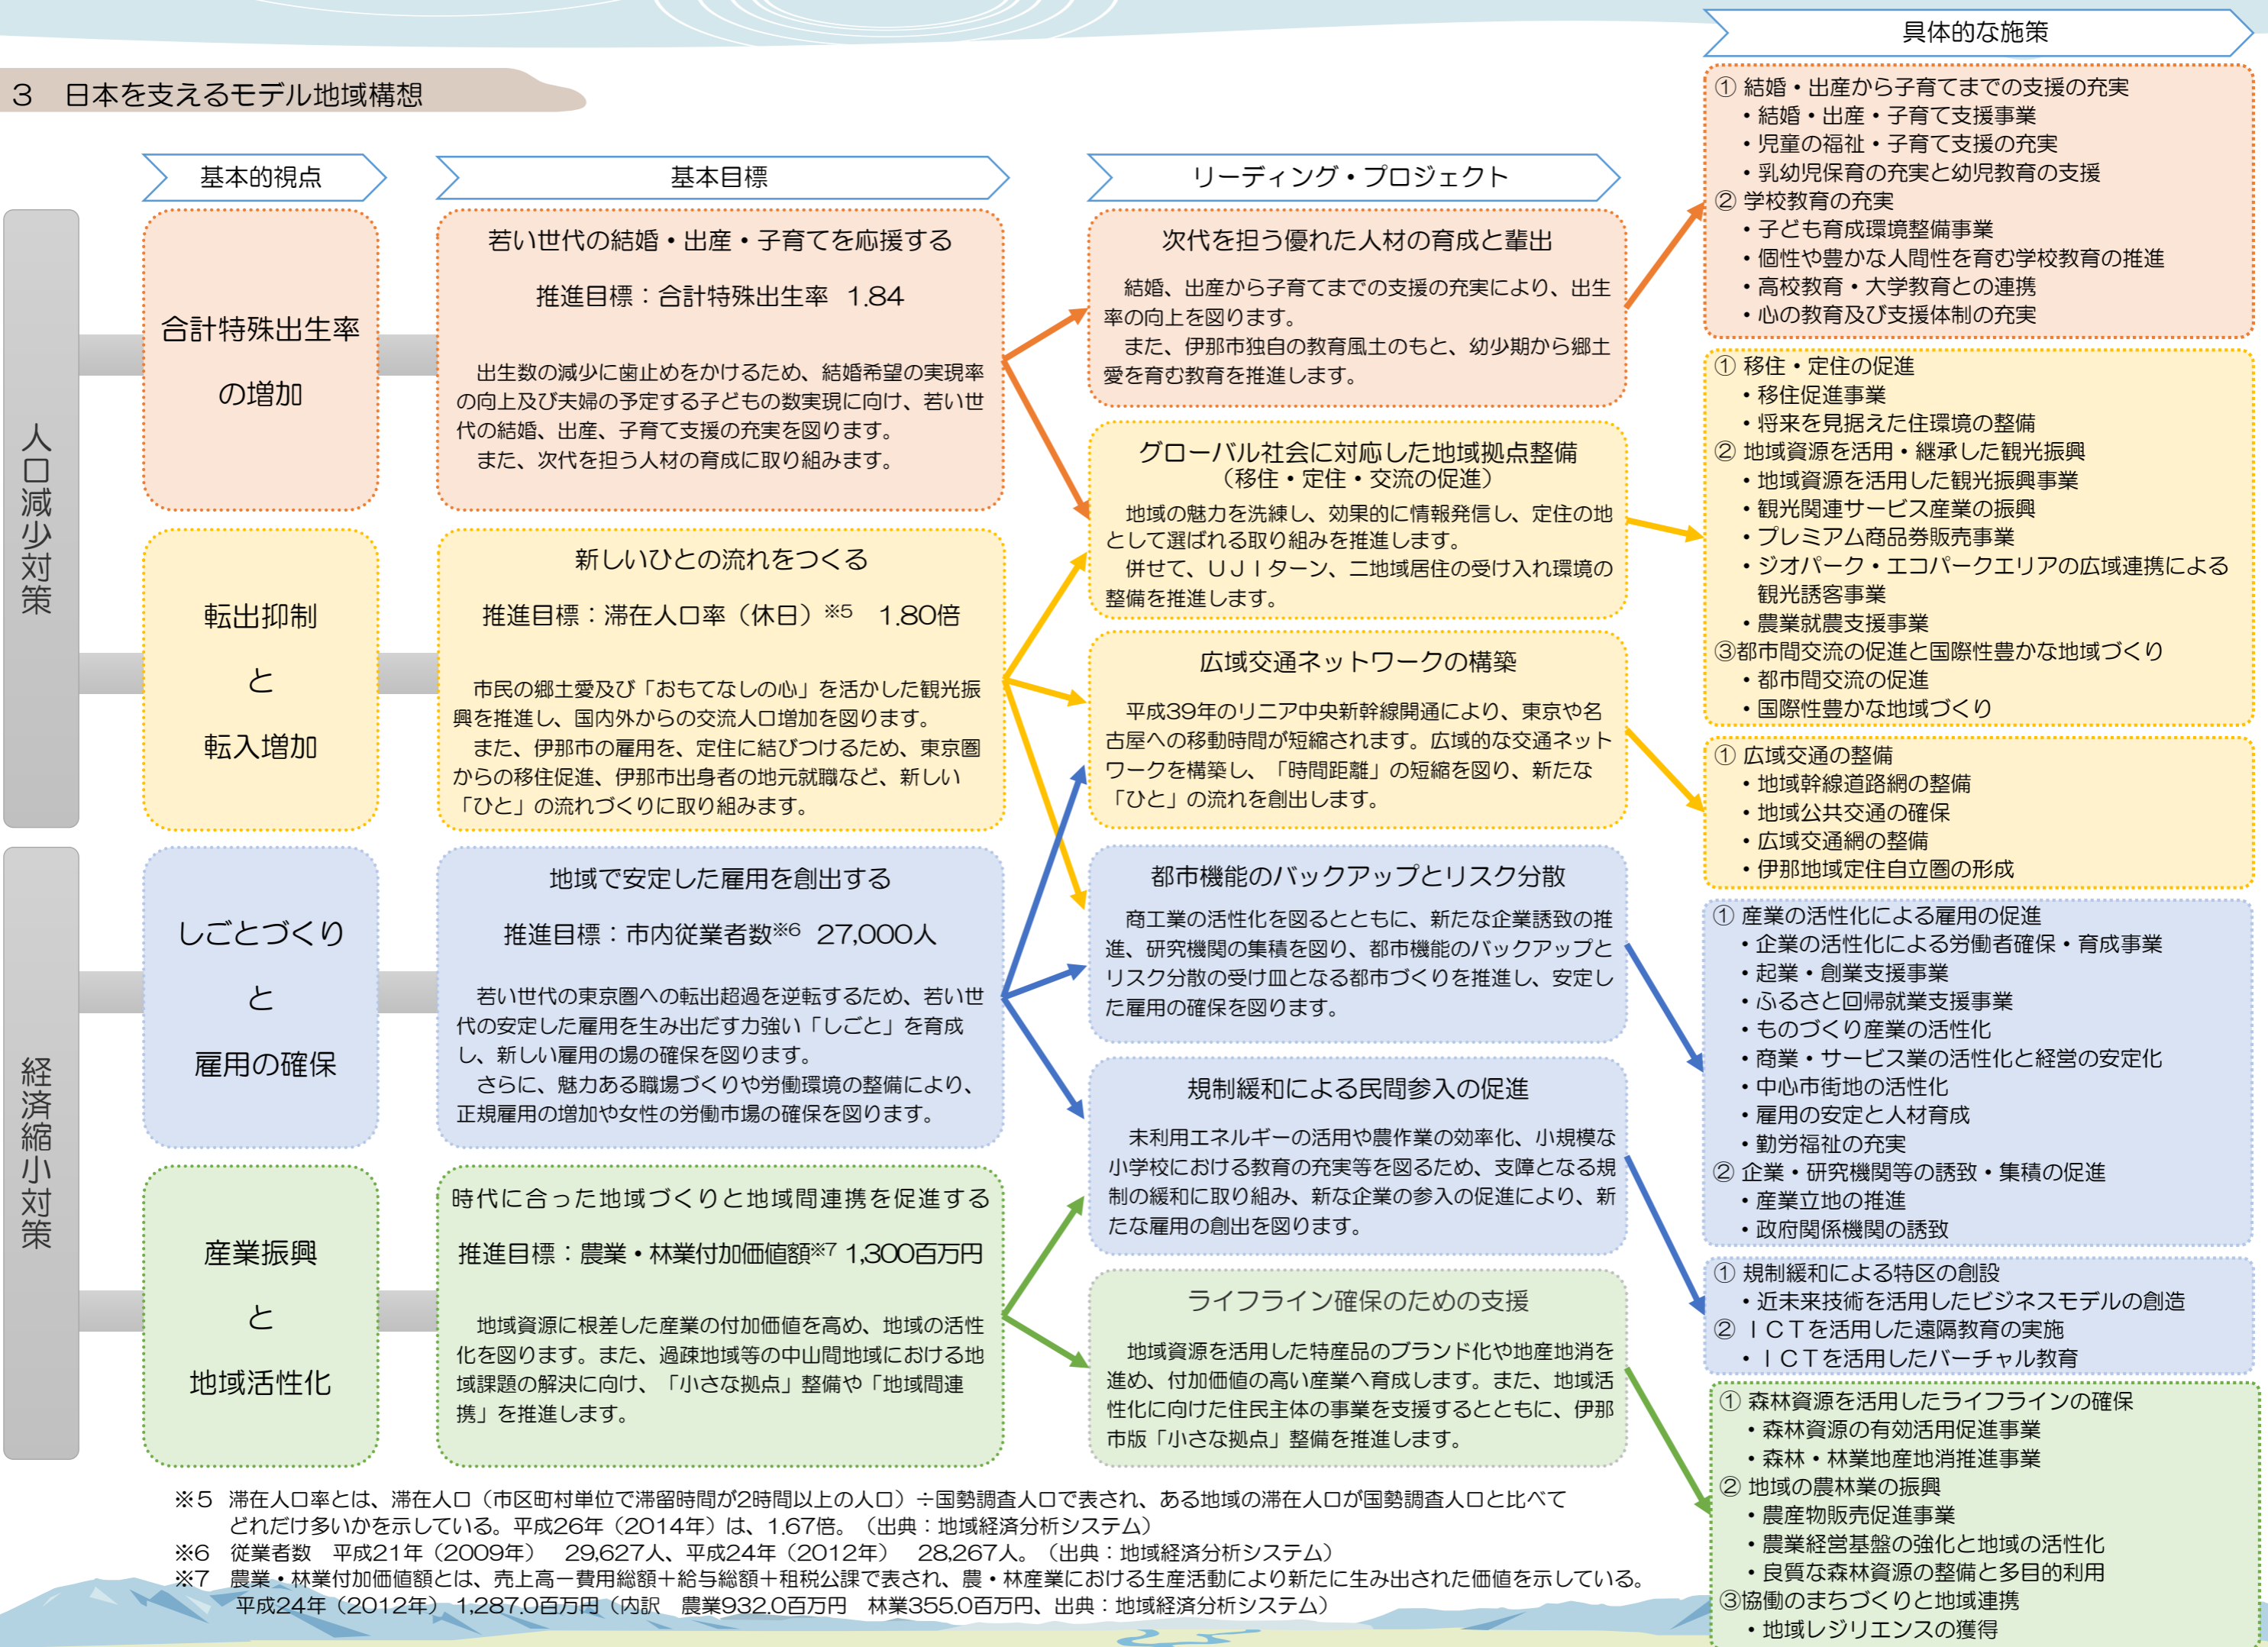 3 日本を支えるモデル地域構想
基本的視点
基本目標
リーディング・プロジェクト
具体的な施策
人口減少対策
経済縮小対策
合計特殊出生率
の増加
転出抑制
と
転入増加
しごとづくり
と
雇用の確保
産業振興
と
地域活性化
若い世代の結婚・出産・子育てを応援する
推進目標：合計特殊出生率 1.84
出生数の減少に歯止めをかけるため、結婚希望の実現率
の向上及び夫婦の予定する子どもの数実現に向け、若い世
代の結婚、出産、子育て支援の充実を図ります。
また、次代を担う人材の育成に取り組みます。
新しいひとの流れをつくる
推進目標：滞在人口率（休日）※5 1.80倍
市民の郷土愛及び「おもてなしの心」を活かした観光振
興を推進し、国内外からの交流人口増加を図ります。
また、伊那市の雇用を、定住に結びつけるため、東京圏
からの移住促進、伊那市出身者の地元就職など、新しい
「ひと」の流れづくりに取り組みます。
地域で安定した雇用を創出する
推進目標：市内従業者数※6 27,000人
若い世代の東京圏への転出超過を逆転するため、若い世
代の安定した雇用を生み出だす力強い「しごと」を育成
し、新しい雇用の場の確保を図ります。
さらに、魅力ある職場づくりや労働環境の整備により、
正規雇用の増加や女性の労働市場の確保を図ります。
時代に合った地域づくりと地域間連携を促進する
推進目標：農業・林業付加価値額※7 1,300百万円
地域資源に根差した産業の付加価値を高め、地域の活性
化を図ります。また、過疎地域等の中山間地域における地
域課題の解決に向け、「小さな拠点」整備や「地域間連
携」を推進します。
次代を担う優れた人材の育成と輩出
結婚、出産から子育てまでの支援の充実により、出生
率の向上を図ります。
また、伊那市独自の教育風土のもと、幼少期から郷土
愛を育む教育を推進します。
グローバル社会に対応した地域拠点整備
（移住・定住・交流の促進）
地域の魅力を洗練し、効果的に情報発信し、定住の地
として選ばれる取り組みを推進します。
併せて、ＵＪＩターン、二地域居住の受け入れ環境の
整備を推進します。
広域交通ネットワークの構築
平成39年のリニア中央新幹線開通により、東京や名
古屋への移動時間が短縮されます。広域的な交通ネット
ワークを構築し、「時間距離」の短縮を図り、新たな
「ひと」の流れを創出します。
都市機能のバックアップとリスク分散
商工業の活性化を図るとともに、新たな企業誘致の推
進、研究機関の集積を図り、都市機能のバックアップと
リスク分散の受け皿となる都市づくりを推進し、安定し
た雇用の確保を図ります。
規制緩和による民間参入の促進
未利用エネルギーの活用や農作業の効率化、小規模な
小学校における教育の充実等を図るため、支障となる規
制の緩和に取り組み、新な企業の参入の促進により、新
たな雇用の創出を図ります。
ライフライン確保のための支援
地域資源を活用した特産品のブランド化や地産地消を
進め、付加価値の高い産業へ育成します。また、地域活
性化に向けた住民主体の事業を支援するとともに、伊那
市版「小さな拠点」整備を推進します。
① 結婚・出産から子育てまでの支援の充実
・結婚・出産・子育て支援事業
・児童の福祉・子育て支援の充実
・乳幼児保育の充実と幼児教育の支援
② 学校教育の充実
・子ども育成環境整備事業
・個性や豊かな人間性を育む学校教育の推進
・高校教育・大学教育との連携
・心の教育及び支援体制の充実
① 移住・定住の促進
・移住促進事業
・将来を見据えた住環境の整備
② 地域資源を活用・継承した観光振興
・地域資源を活用した観光振興事業
・観光関連サービス産業の振興
・プレミアム商品券販売事業
・ジオパーク・エコパークエリアの広域連携による
観光誘客事業
・農業就農支援事業
③都市間交流の促進と国際性豊かな地域づくり
・都市間交流の促進
・国際性豊かな地域づくり
① 広域交通の整備
・地域幹線道路網の整備
・地域公共交通の確保
・広域交通網の整備
・伊那地域定住自立圏の形成
① 産業の活性化による雇用の促進
・企業の活性化による労働者確保・育成事業
・起業・創業支援事業
・ふるさと回帰就業支援事業
・ものづくり産業の活性化
・商業・サービス業の活性化と経営の安定化
・中心市街地の活性化
・雇用の安定と人材育成
・勤労福祉の充実
② 企業・研究機関等の誘致・集積の促進
・産業立地の推進
・政府関係機関の誘致
① 規制緩和による特区の創設
・近未来技術を活用したビジネスモデルの創造
② ＩＣＴを活用した遠隔教育の実施
・ＩＣＴを活用したバーチャル教育
① 森林資源を活用したライフラインの確保
・森林資源の有効活用促進事業
・森林・林業地産地消推進事業
② 地域の農林業の振興
・農産物販売促進事業
・農業経営基盤の強化と地域の活性化
・良質な森林資源の整備と多目的利用
③協働のまちづくりと地域連携
・地域レジリエンスの獲得
※５ 滞在人口率とは、滞在人口（市区町村単位で滞留時間が2時間以上の人口）÷国勢調査人口で表され、ある地域の滞在人口が国勢調査人口と比べて
どれだけ多いかを示している。平成26年（2014年）は、1.67倍。（出典：地域経済分析システム）
※6 従業者数 平成21年（2009年） 29,627人、平成24年（2012年） 28,267人。（出典：地域経済分析システム）
※7 農業・林業付加価値額とは、売上高ー費用総額＋給与総額＋租税公課で表され、農・林産業における生産活動により新たに生み出された価値を示している。
平成24年（2012年） 1,287.0百万円（内訳 農業932.0百万円 林業355.0百万円、出典：地域経済分析システム）